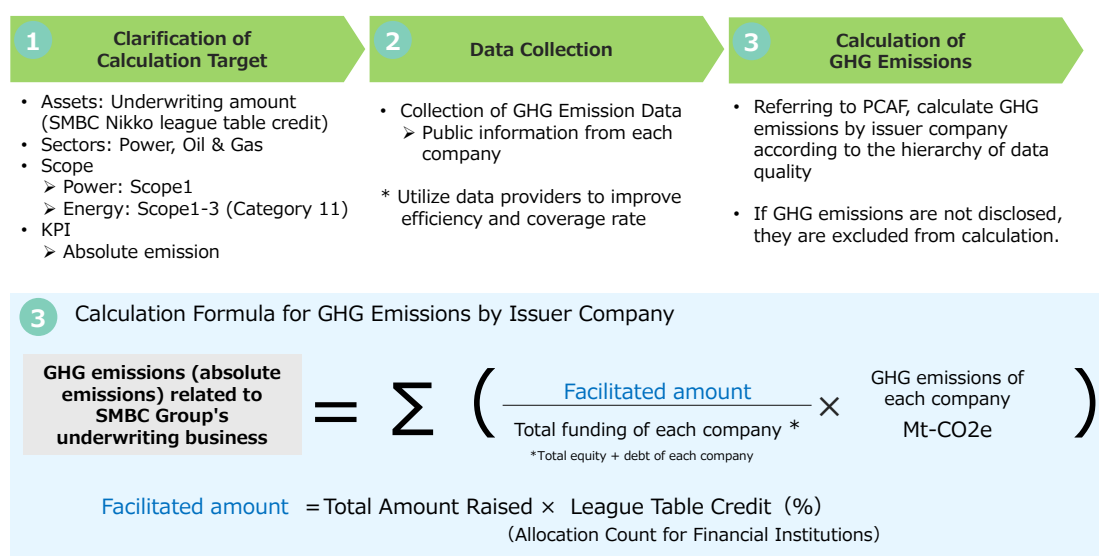 1
Clarification of
Calculation Target
• Assets: Underwriting amount
(SMBC Nikko league table credit)
• Sectors: Power, Oil & Gas
• Scope
➢ Power: Scope1
➢ Energy: Scope1-3 (Category 11)
• KPI
➢ Absolute emission
2
Data Collection
• Collection of GHG Emission Data
➢ Public information from each
company
* Utilize data providers to improve
efficiency and coverage rate
3
Calculation of
GHG Emissions
• Referring to PCAF, calculate GHG
emissions by issuer company
according to the hierarchy of data
quality
• If GHG emissions are not disclosed,
they are excluded from calculation.
3 Calculation Formula for GHG Emissions by Issuer Company
GHG emissions (absolute
emissions) related to
SMBC Group's
underwriting business
= Σ (
Facilitated amount
Total funding of each company *
*Total equity + debt of each company
×
GHG emissions of
each company
Mt-CO2e
)
Facilitated amount = Total Amount Raised × League Table Credit（%）
（Allocation Count for Financial Institutions）